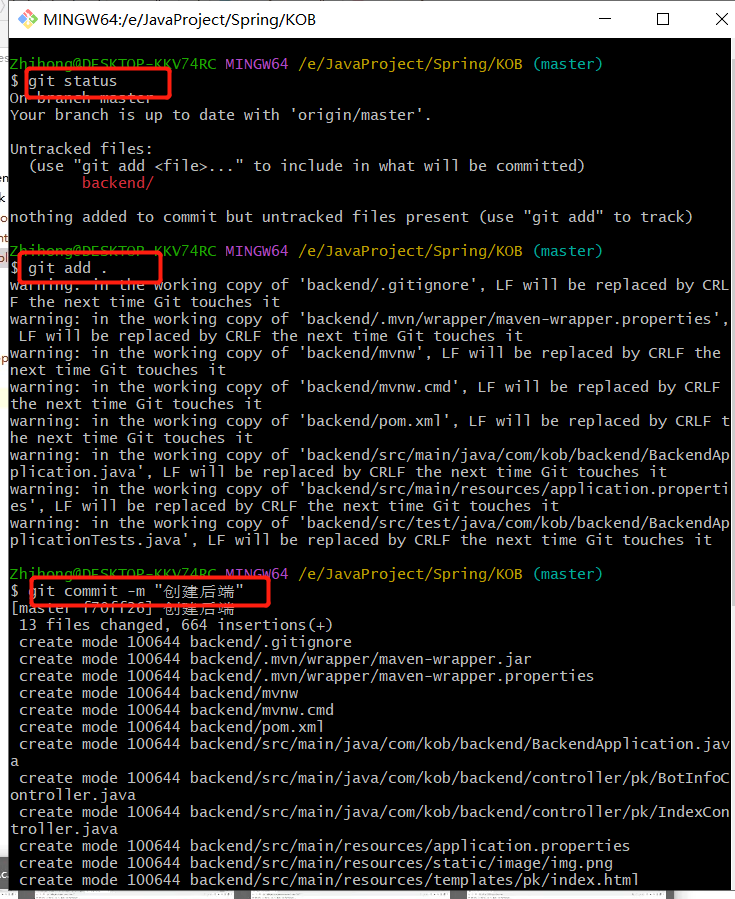 MINGW64:/e/JavaProject/Spring/KOB
Zhihong@DESKTOP-KKV74RC MINGW64 /e/JavaProject/Spring/KOB (master)
$ git status
On branch master
Your branch is up to date with 'origin/master'.
Untracked files:
(use "git add <file>..." to include in what will be committed)
backend/
nothing added to commit but untracked files present (use "git add" to track)
Zhihong@DESKTOP-KKV74RC MINGW64 /e/JavaProject/Spring/KOB (master)
$ git add .
warning: in the working copy of 'backend/.gitignore', LF will be replaced by CRL
F the next time Git touches it
warning: in the working copy of 'backend/.mvn/wrapper/maven-wrapper.properties',
LF will be replaced by CRLF the next time Git touches it
warning: in the working copy of 'backend/mvnw', LF will be replaced by CRLF the
next time Git touches it
warning: in the working copy of 'backend/mvnw.cmd', LF will be replaced by CRLF
the next time Git touches it
warning: in the working copy of 'backend/pom.xml', LF will be replaced by CRLF t
he next time Git touches it
warning: in the working copy of 'backend/src/main/java/com/kob/backend/BackendAp
plication.java', LF will be replaced by CRLF the next time Git touches it
warning: in the working copy of 'backend/src/main/resources/application.properti
es', LF will be replaced by CRLF the next time Git touches it
warning: in the working copy of 'backend/src/test/java/com/kob/backend/BackendAp
plicationTests.java', LF will be replaced by CRLF the next time Git touches it
Zhihong@DESKTOP-KKV74RC MINGW64 /e/JavaProject/Spring/KOB (master)
$ git commit -m "创建后端"
[master f70ff26] 创建后端
13 files changed, 664 insertions(+)
create mode 100644 backend/.gitignore
create mode 100644 backend/.mvn/wrapper/maven-wrapper.jar
create mode 100644 backend/.mvn/wrapper/maven-wrapper.properties
create mode 100644 backend/mvnw
create mode 100644 backend/mvnw.cmd
create mode 100644 backend/pom.xml
create mode 100644 backend/src/main/java/com/kob/backend/BackendApplication.jav
a
create mode 100644 backend/src/main/java/com/kob/backend/controller/pk/BotInfoC
ontroller.java
create mode 100644 backend/src/main/java/com/kob/backend/controller/pk/IndexCon
troller.java
create mode 100644 backend/src/main/resources/application.properties
create mode 100644 backend/src/main/resources/static/image/img.png
create mode 100644 backend/src/main/resources/templates/pk/index.html